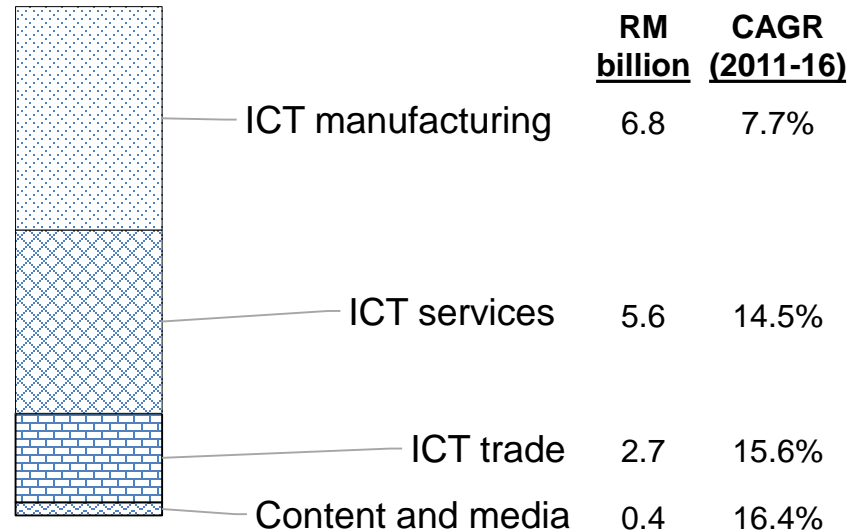 RM CAGR
billion (2011-16)
ICT manufacturing 6.8 7.7%
ICT services 5.6 14.5%
ICT trade 2.7 15.6%
Content and media 0.4 16.4%